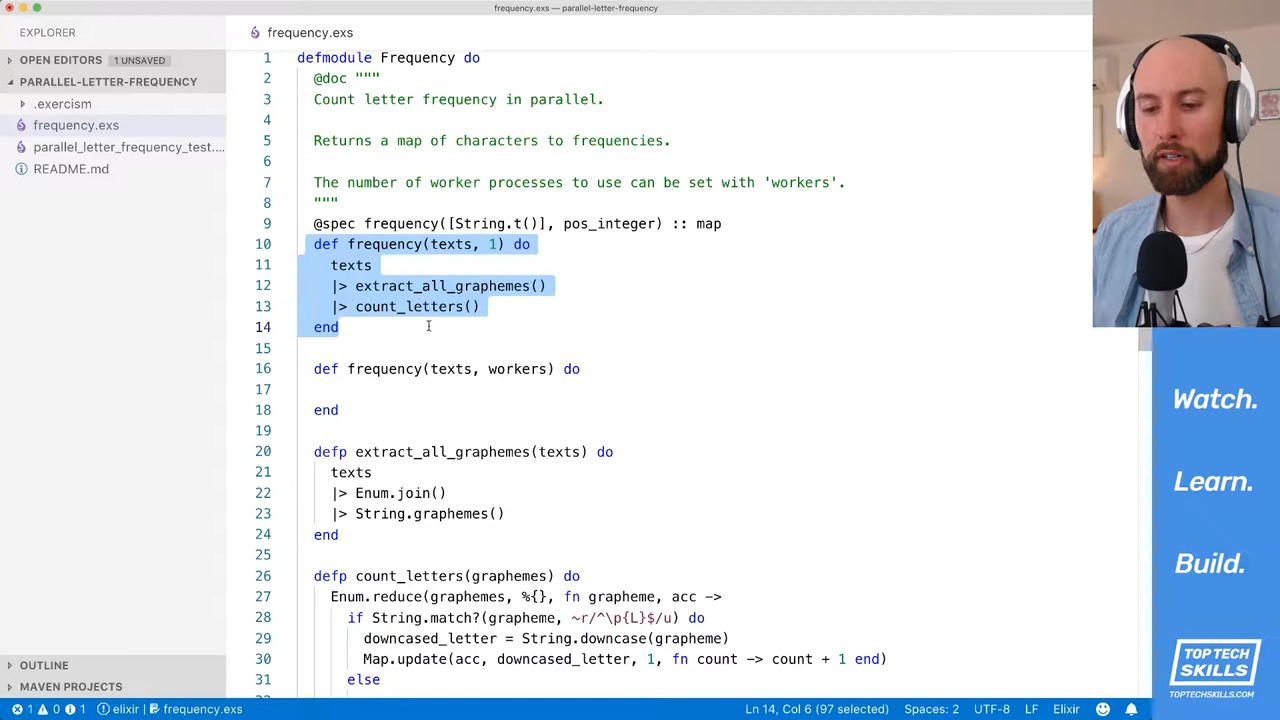 frequency.exs — parallel-letter-frequency
EXPLORER
OPEN EDITORS 1 UNSAVED
PARALLEL-LETTER-FREQUENCY
.exercism
frequency.exs
parallel_letter_frequency_test....
README.md
OUTLINE
MAVEN PROJECTS
frequency.exs
1 defmodule Frequency do
2 @doc """
3 Count letter frequency in parallel.
4
5 Returns a map of characters to frequencies.
6
7 The number of worker processes to use can be set with 'workers'.
8 """
9 @spec frequency([String.t()], pos_integer) :: map
10 def frequency(texts, 1) do
11 texts
12 |> extract_all_graphemes()
13 |> count_letters()
14 end
15
16 def frequency(texts, workers) do
17
18 end
19
20 defp extract_all_graphemes(texts) do
21 texts
22 |> Enum.join()
23 |> String.graphemes()
24 end
25
26 defp count_letters(graphemes) do
27 Enum.reduce(graphemes, %{}, fn grapheme, acc ->
28 if String.match?(grapheme, ~r/^\p{L}$/u) do
29 downcased_letter = String.downcase(grapheme)
30 Map.update(acc, downcased_letter, 1, fn count -> count + 1 end)
31 else
Watch.
Learn.
Build.
TOP TECH
SKILLS
TOPTECHSKILLS.COM
1 0 1 elixir frequency.exs Ln 14, Col 6 (97 selected) Spaces: 2 UTF-8 LF Elixir